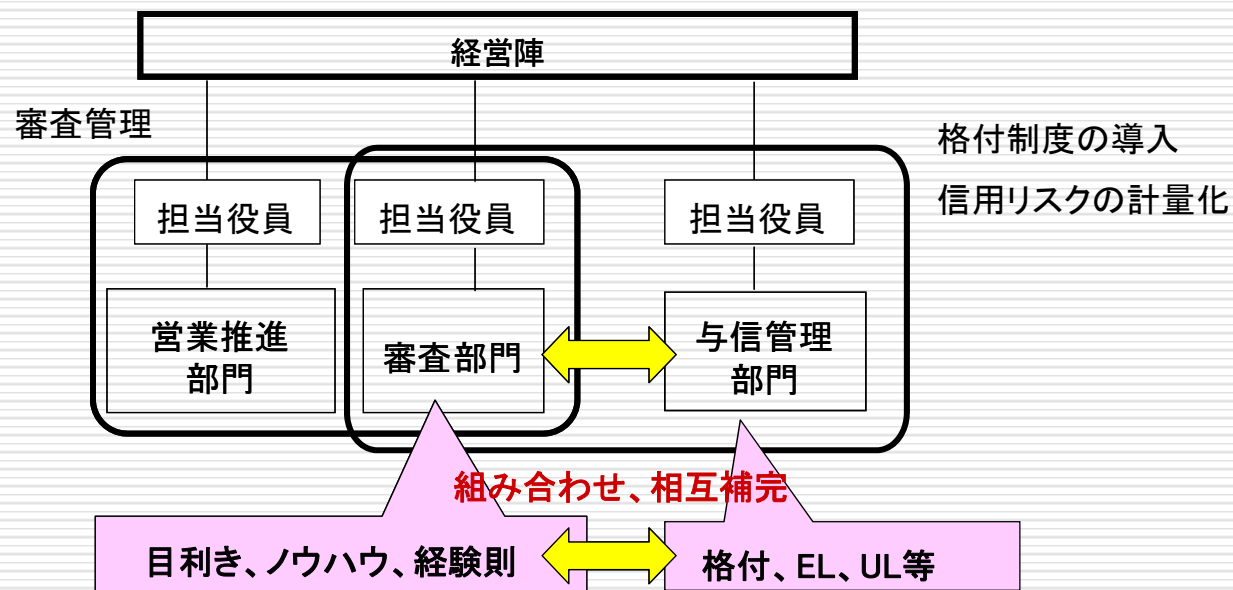 経営陣
審査管理
格付制度の導入
信用リスクの計量化
担当役員
担当役員
担当役員
営業推進
部門
審査部門
与信管理
部門
組み合わせ、相互補完
目利き、ノウハウ、経験則
格付、EL、UL等